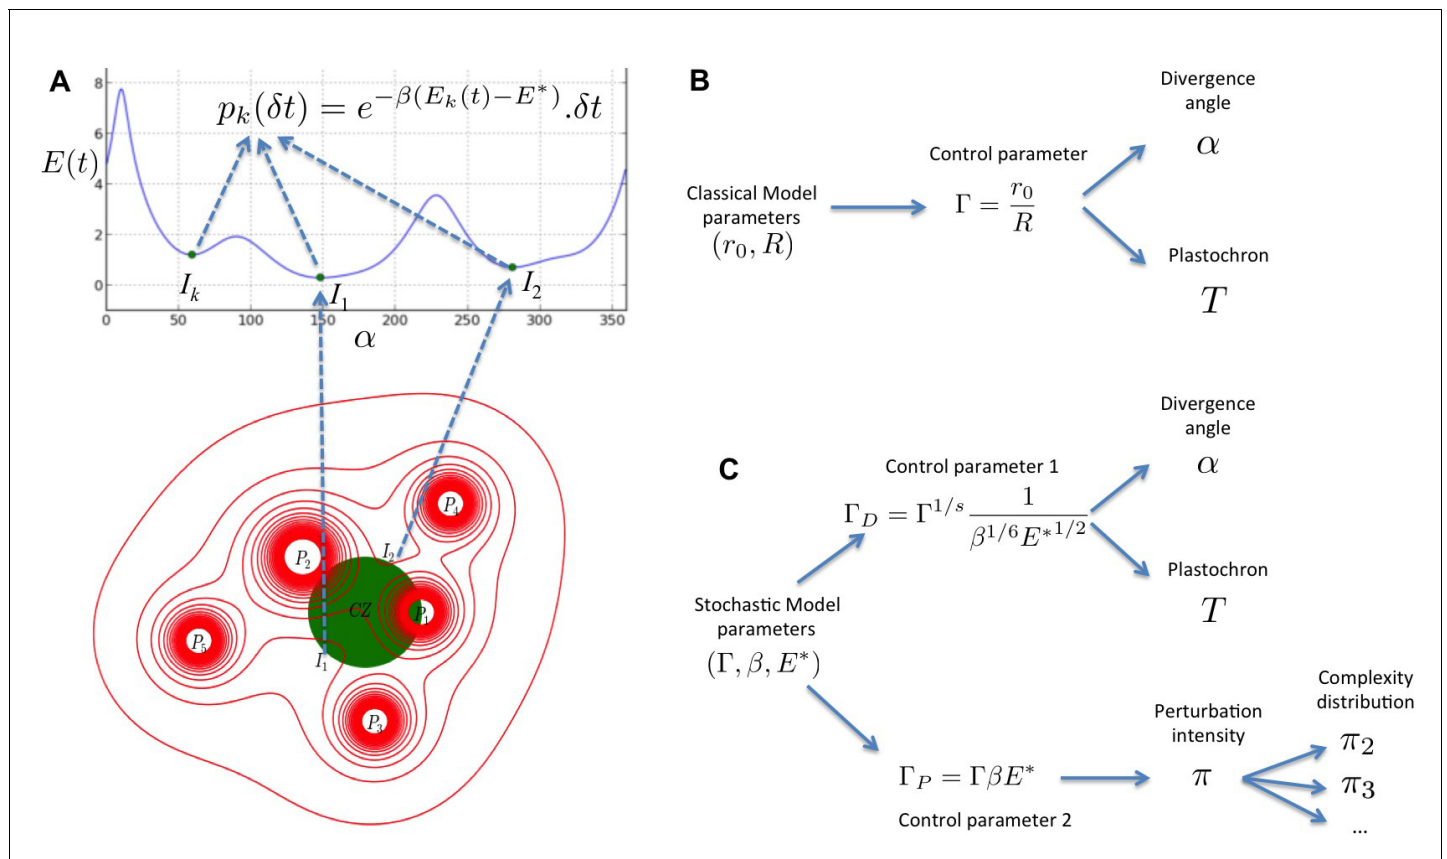 A
8
6
4
2
0
E(t)
p_k(δt) = e^{−β(E_k(t)−E*)}.δt
I_k
I_1
I_2
0 50 100 150 200 250 300 350
α
P_4
P_2
I_2
CZ
P_1
P_5
I_1
P_3
B
Divergence
angle
α
Control parameter
Γ = r_0/R
Classical Model
parameters
(r_0, R)
Plastochron
T
C
Divergence
angle
α
Control parameter 1
Γ_D = Γ^{1/s} 1/(β^{1/6}E*^{1/2})
Plastochron
T
Stochastic Model
parameters
(Γ, β, E*)
Complexity
distribution
Perturbation
intensity
π_2
Γ_P = ΓβE*
π
π_3
...
Control parameter 2